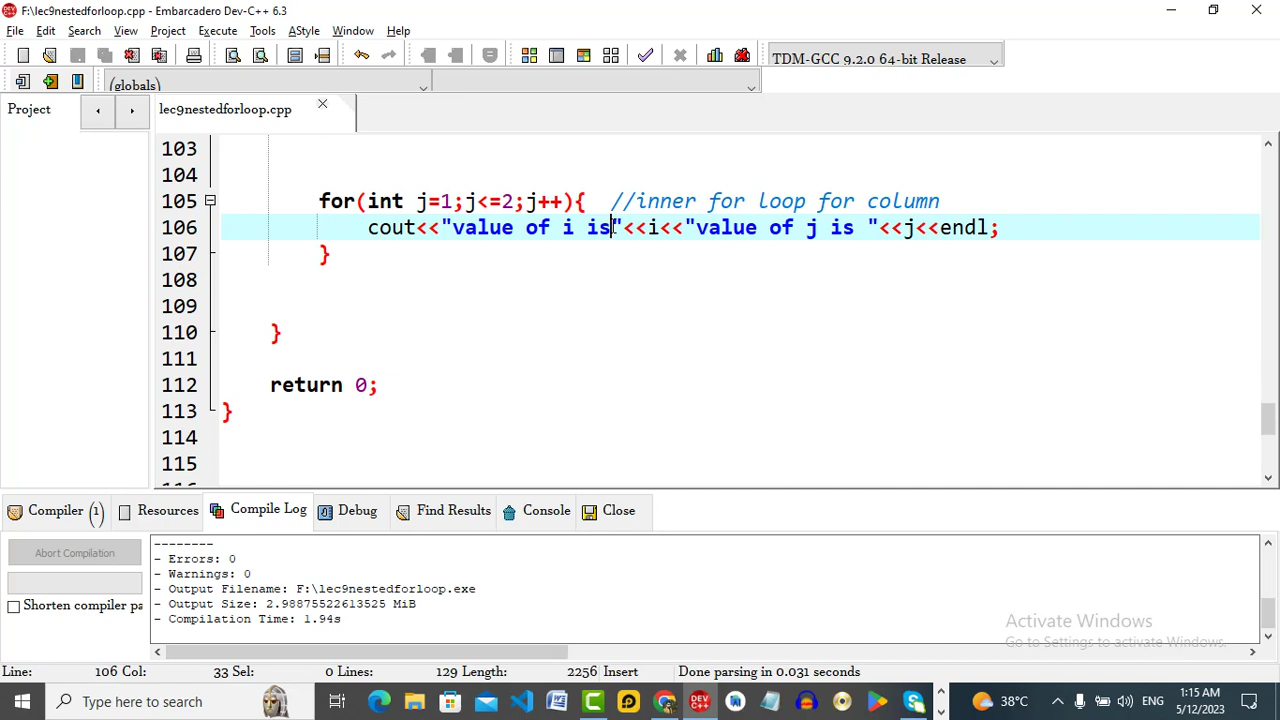 F:\lec9nestedforloop.cpp - Embarcadero Dev-C++ 6.3
File Edit Search View Project Execute Tools AStyle Window Help
TDM-GCC 9.2.0 64-bit Release
(globals)
Project
lec9nestedforloop.cpp
103
104
105 for(int j=1;j<=2;j++){ //inner for loop for column
106 cout<<"value of i is"<<i<<"value of j is "<<j<<endl;
107 }
108
109
110 }
111
112 return 0;
113 }
114
115
Compiler (1) Resources Compile Log Debug Find Results Console Close
Abort Compilation
Shorten compiler pa
--------
- Errors: 0
- Warnings: 0
- Output Filename: F:\lec9nestedforloop.exe
- Output Size: 2.98875522613525 MiB
- Compilation Time: 1.94s
Activate Windows
Go to Settings to activate Windows.
Line: 106 Col: 33 Sel: 0 Lines: 129 Length: 2256 Insert Done parsing in 0.031 seconds
Type here to search
38°C
ENG
1:15 AM
5/12/2023